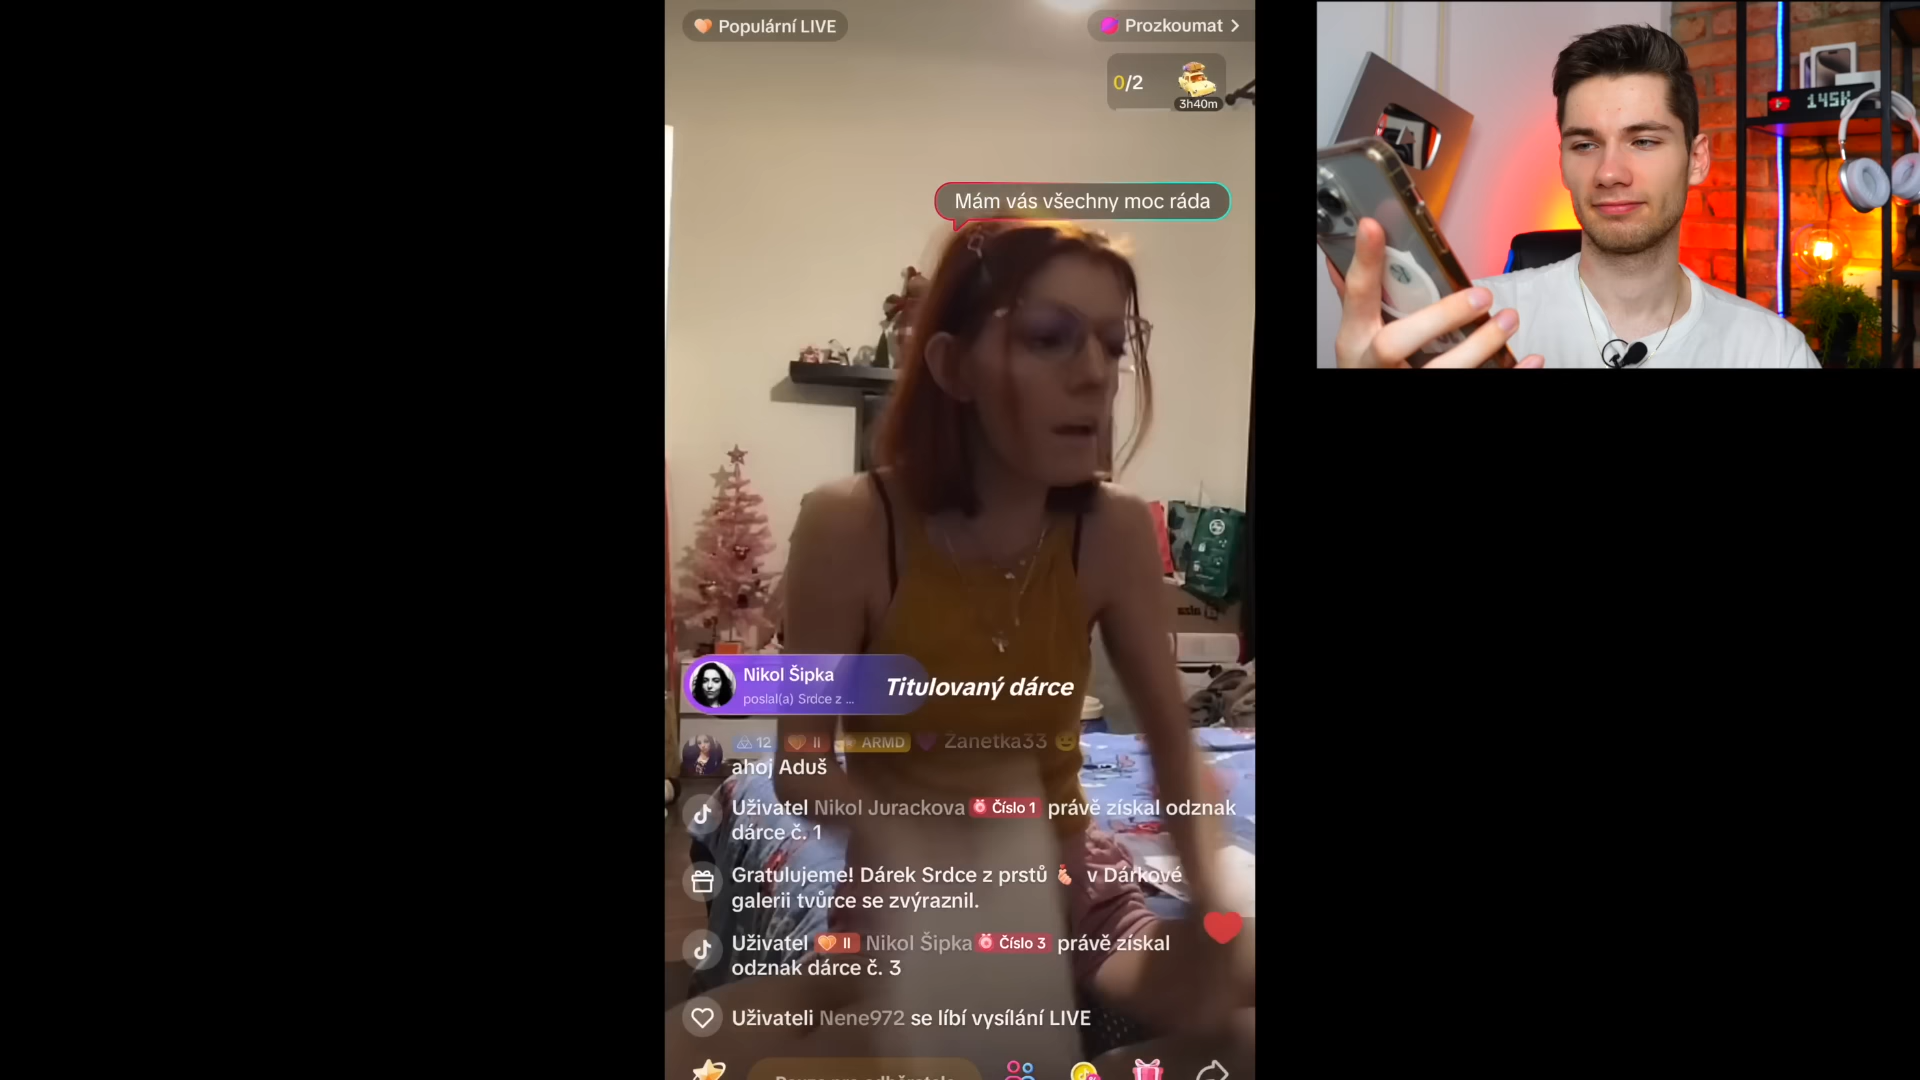 Populární LIVE
Prozkoumat
0/2
3h40m
145K
Mám vás všechny moc ráda
Nikol Šipka
poslal(a) Srdce z ...
Titulovaný dárce
12 II ARMD Žanetka33
ahoj Aduš
Uživatel Nikol Jurackova Číslo 1 právě získal odznak
dárce č. 1
Gratulujeme! Dárek Srdce z prstů v Dárkové
galerii tvůrce se zvýraznil.
Uživatel II Nikol Šipka Číslo 3 právě získal
odznak dárce č. 3
Uživateli Nene972 se líbí vysílání LIVE